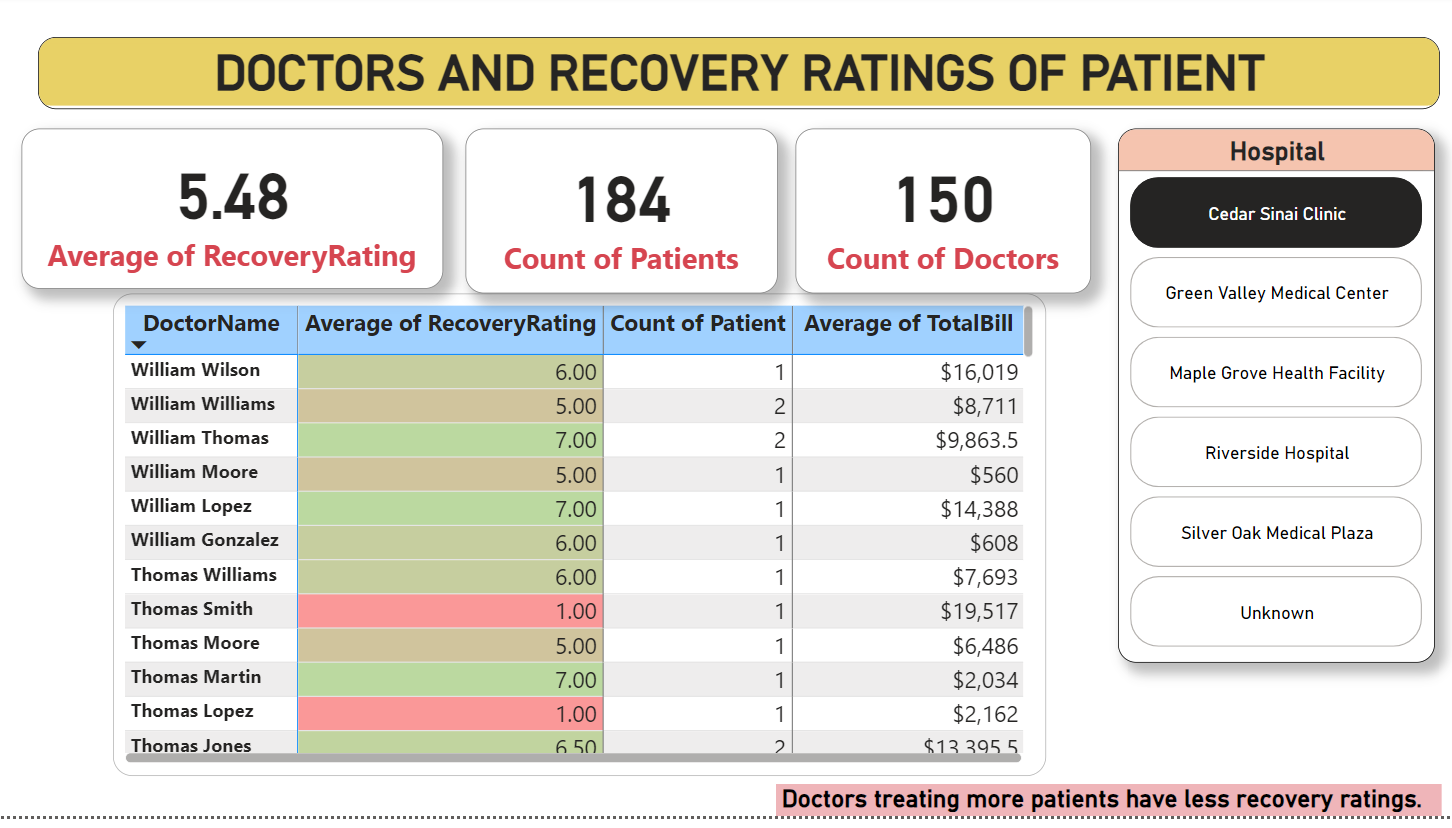 DOCTORS AND RECOVERY RATINGS OF PATIENT
5.48
Average of RecoveryRating
184
Count of Patients
150
Count of Doctors
Hospital
Cedar Sinai Clinic
Green Valley Medical Center
Maple Grove Health Facility
Riverside Hospital
Silver Oak Medical Plaza
Unknown
DoctorName Average of RecoveryRating Count of Patient Average of TotalBill
William Wilson 6.00 1 $16,019
William Williams 5.00 2 $8,711
William Thomas 7.00 2 $9,863.5
William Moore 5.00 1 $560
William Lopez 7.00 1 $14,388
William Gonzalez 6.00 1 $608
Thomas Williams 6.00 1 $7,693
Thomas Smith 1.00 1 $19,517
Thomas Moore 5.00 1 $6,486
Thomas Martin 7.00 1 $2,034
Thomas Lopez 1.00 1 $2,162
Thomas Jones 6.50 2 $13,395.5
Doctors treating more patients have less recovery ratings.